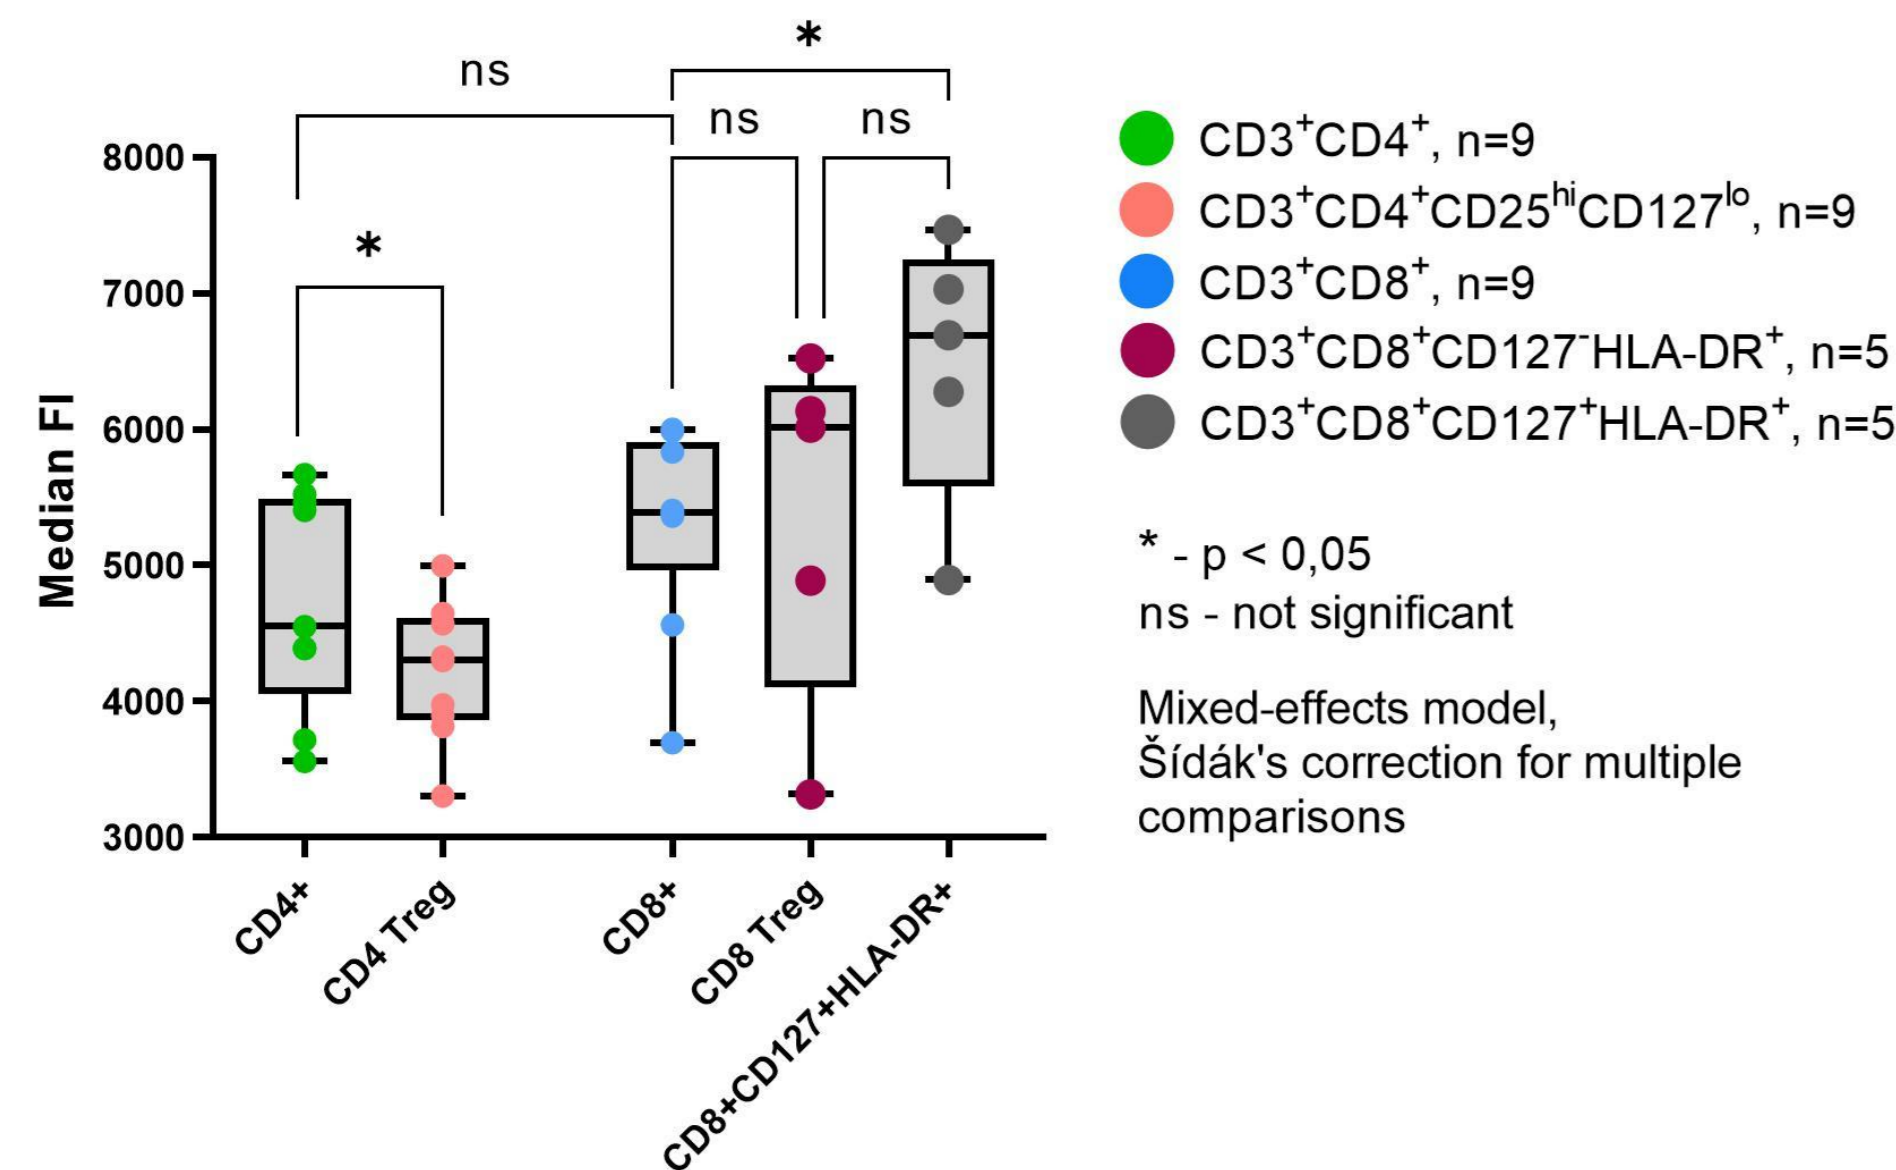 *
ns
ns
ns
*
8000
7000
6000
5000
4000
3000
Median FI
CD4+
CD4 Treg
CD8+
CD8 Treg
CD8+CD127+HLA-DR+
CD3⁺CD4⁺, n=9
CD3⁺CD4⁺CD25ʰⁱCD127ˡᵒ, n=9
CD3⁺CD8⁺, n=9
CD3⁺CD8⁺CD127⁻HLA-DR⁺, n=5
CD3⁺CD8⁺CD127⁺HLA-DR⁺, n=5
* - p < 0,05
ns - not significant
Mixed-effects model,
Šídák's correction for multiple
comparisons